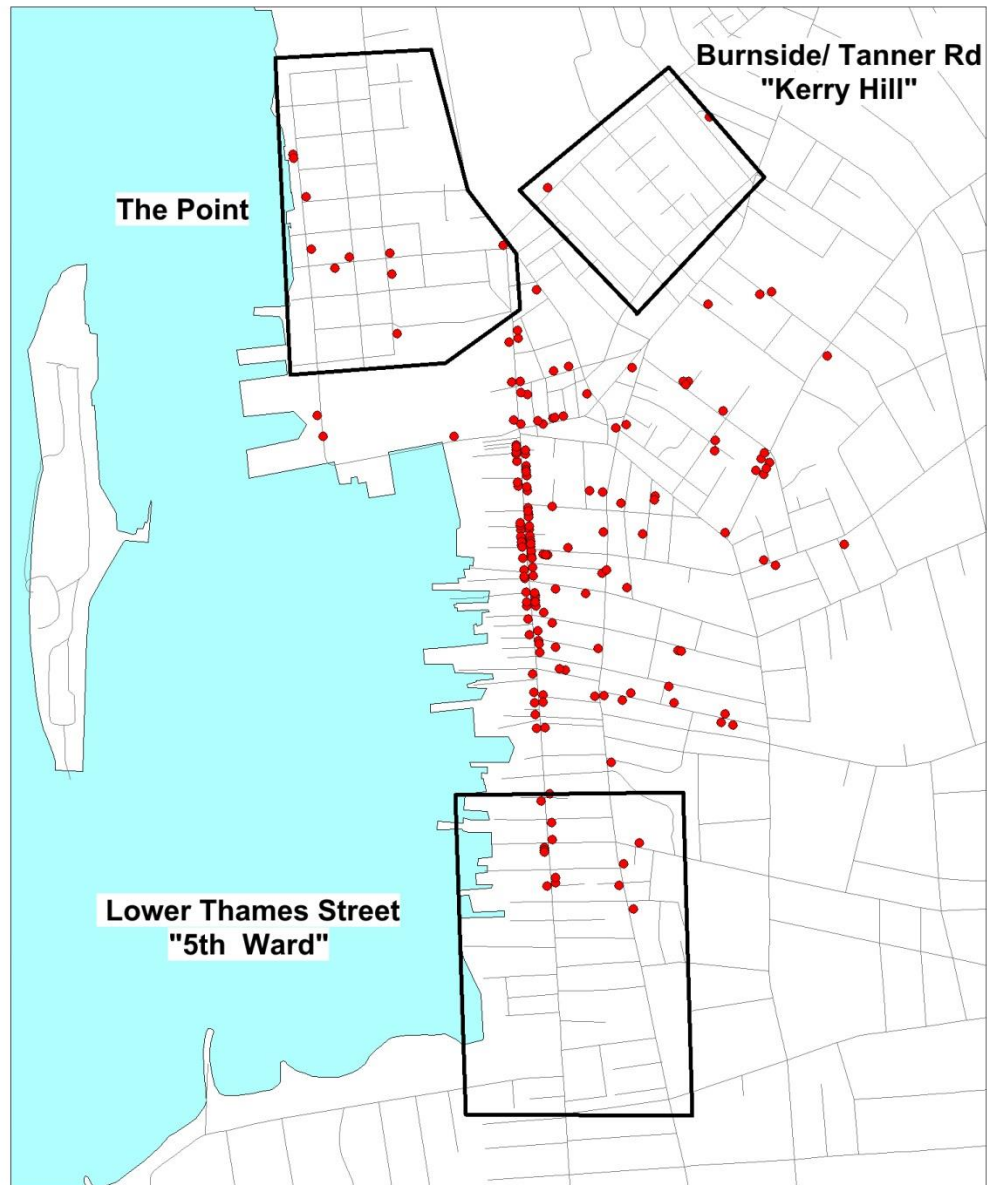 Burnside/ Tanner Rd
"Kerry Hill"
The Point
Lower Thames Street
"5th Ward"